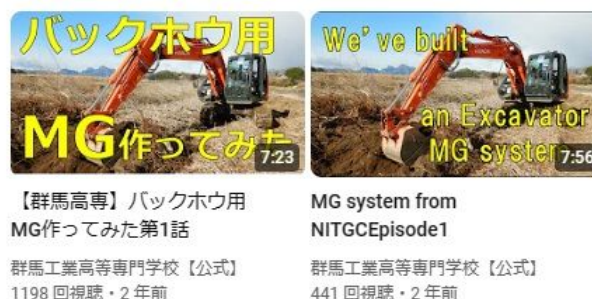 バックホウ用
MG作ってみた
7:23
【群馬高専】バックホウ用
MG作ってみた第1話
群馬工業高等専門学校【公式】
1198 回視聴・2 年前
We've built
an Excavator
MG system
7:56
MG system from
NITGCEpisode1
群馬工業高等専門学校【公式】
441 回視聴・2 年前